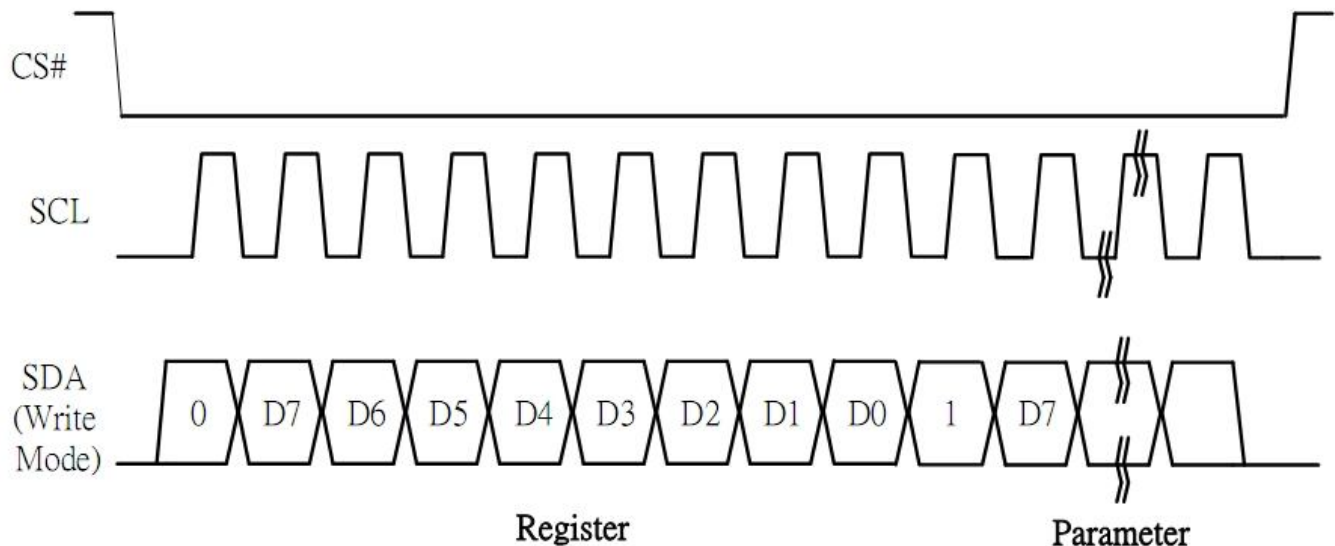 CS#
SCL
SDA
(Write
Mode)
0 D7 D6 D5 D4 D3 D2 D1 D0 1 D7
Register Parameter